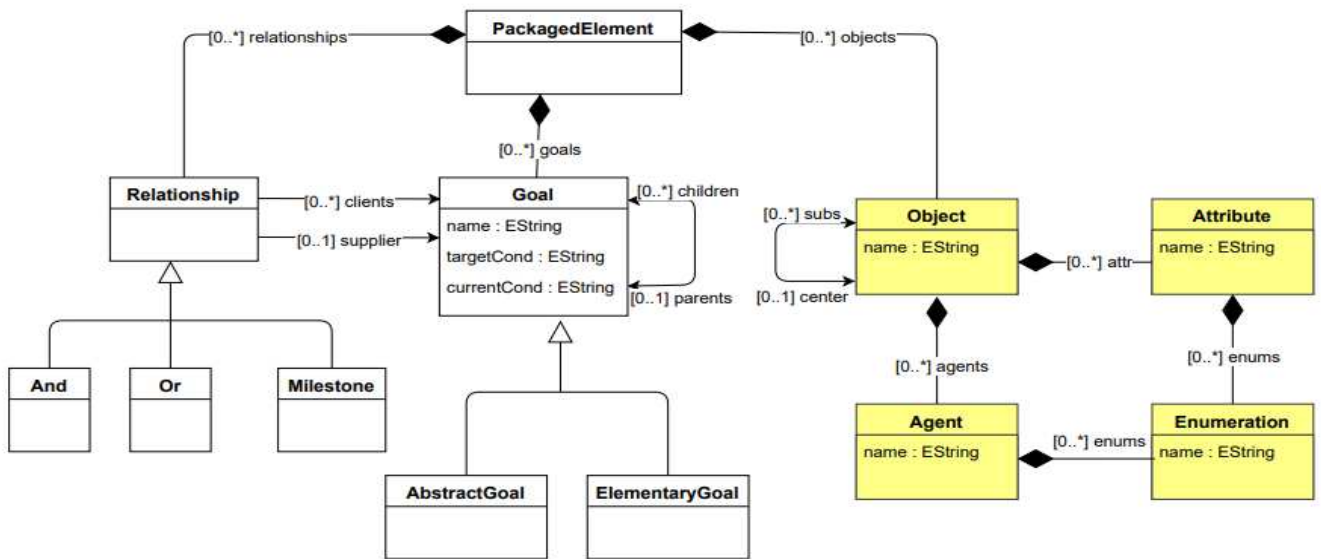 PackagedElement
[0..*] relationships
[0..*] objects
[0..*] goals
Relationship
[0..*] clients
[0..1] supplier
Goal
name : EString
targetCond : EString
currentCond : EString
[0..*] children
[0..1] parents
[0..*] subs
[0..1] center
Object
name : EString
[0..*] attr
Attribute
name : EString
And
Or
Milestone
[0..*] agents
[0..*] enums
Agent
name : EString
[0..*] enums
Enumeration
name : EString
AbstractGoal
ElementaryGoal